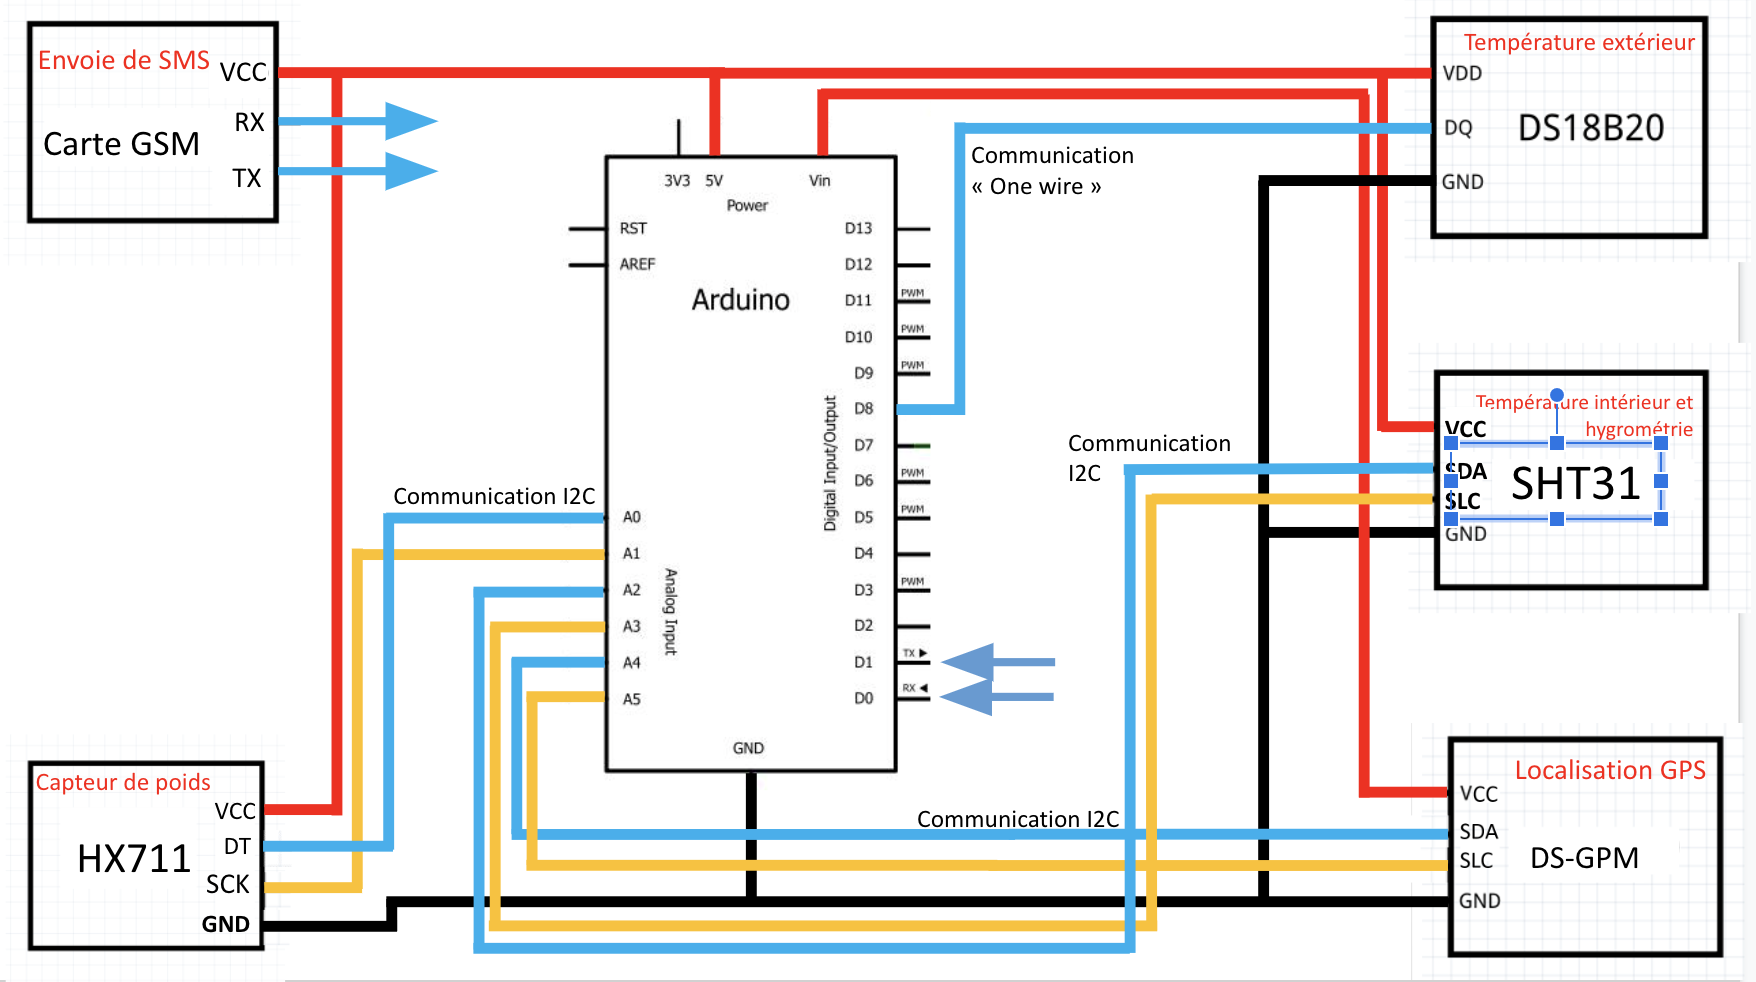 Envoie de SMS
VCC
RX
Carte GSM
TX
Température extérieur
VDD
DQ
DS18B20
GND
Communication
« One wire »
3V3 5V Vin
Power
RST
AREF
Arduino
D13
D12
D11 PWM
D10 PWM
D9 PWM
D8
D7
D6 PWM
D5 PWM
D4
D3 PWM
D2
D1 TX
D0 RX
Digital Input/Output
A0
A1
A2
A3
A4
A5
Analog Input
GND
Communication I2C
Communication
I2C
Température intérieur et
hygrométrie
VCC
SDA
SHT31
SLC
GND
Capteur de poids
VCC
DT
HX711
SCK
GND
Communication I2C
Localisation GPS
VCC
SDA
SLC
DS-GPM
GND